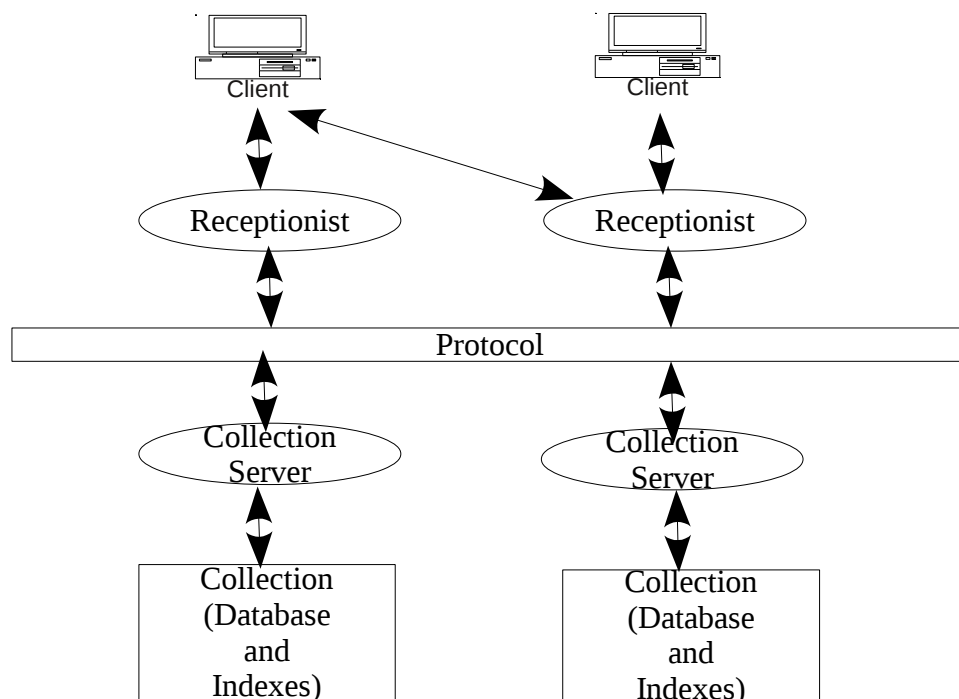 Client
Client
Receptionist
Receptionist
Protocol
Collection
Server
Collection
Server
Collection
(Database
and
Indexes)
Collection
(Database
and
Indexes)